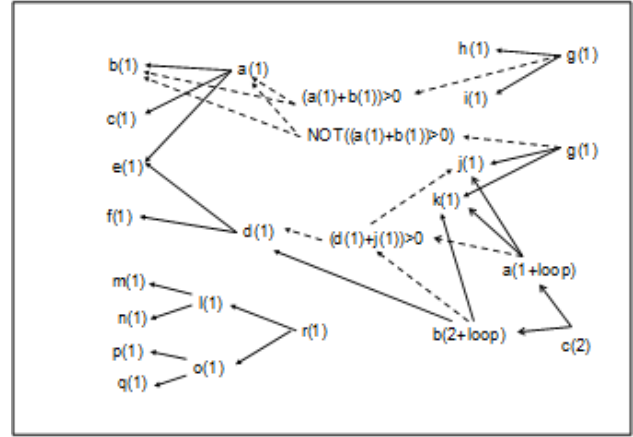 h(1)
g(1)
b(1)
a(1)
(a(1)+b(1))>0
i(1)
c(1)
NOT((a(1)+b(1))>0)
g(1)
j(1)
e(1)
k(1)
f(1)
d(1)
(d(1)+j(1))>0
a(1+loop)
m(1)
l(1)
n(1)
r(1)
b(2+loop)
c(2)
p(1)
o(1)
q(1)